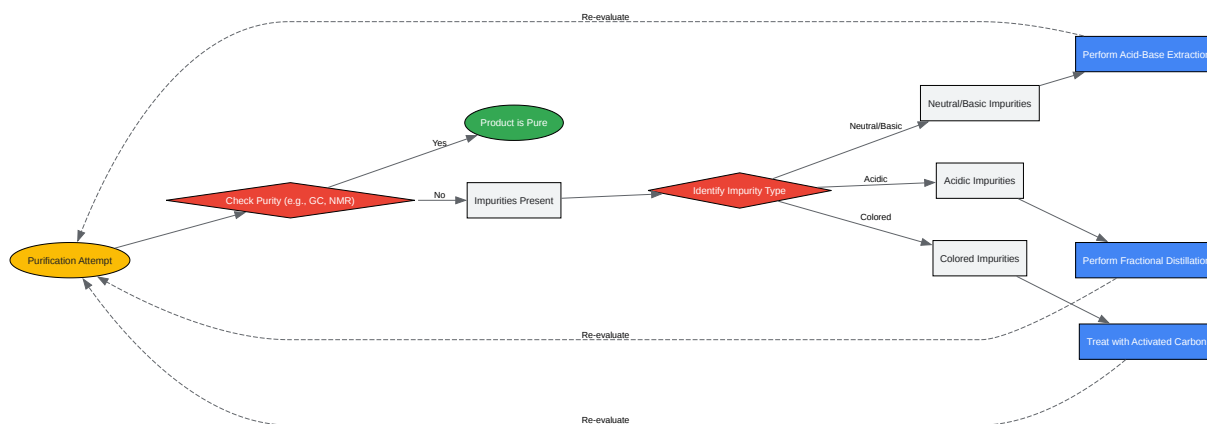 Re-evaluate
Perform Acid-Base Extraction
Neutral/Basic Impurities
Product is Pure
Neutral/Basic
Yes
Acidic
Acidic Impurities
Identify Impurity Type
No
Check Purity (e.g., GC, NMR)
Impurities Present
Colored
Colored Impurities
Purification Attempt
Perform Fractional Distillation
Re-evaluate
Treat with Activated Carbon
Re-evaluate